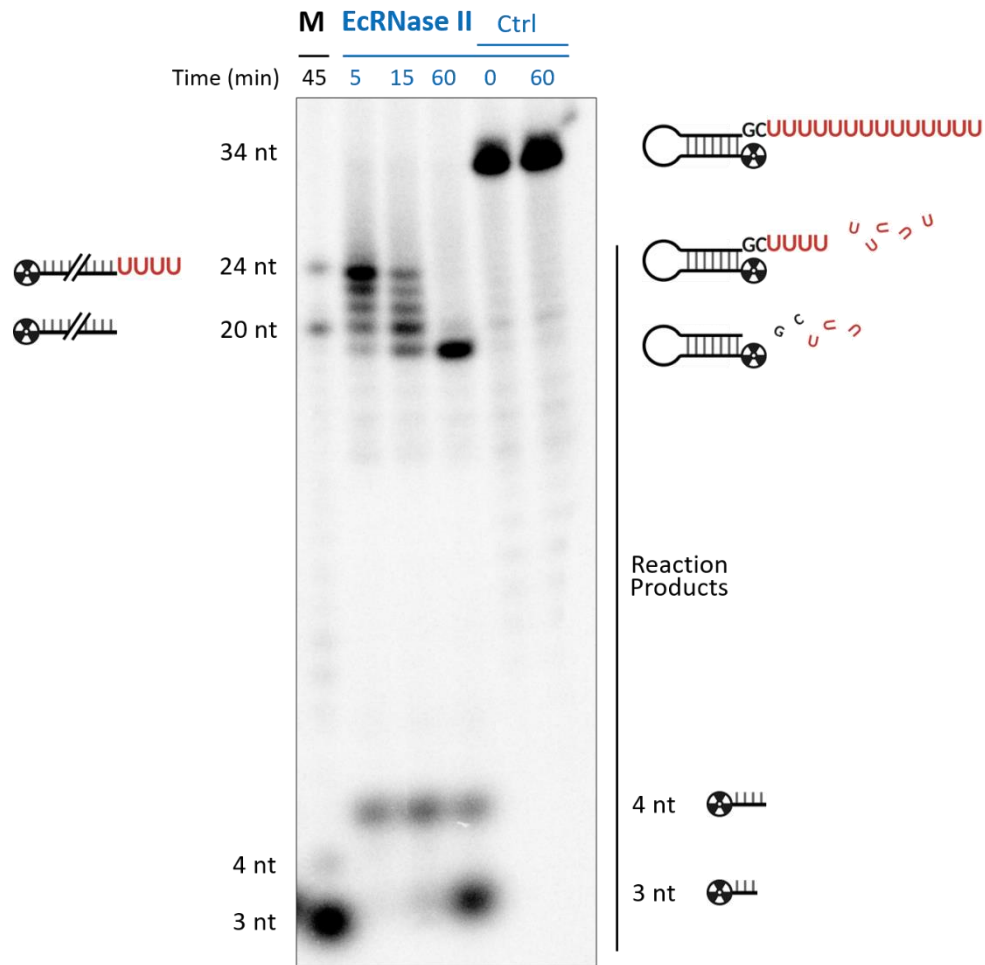 M EcRNase II Ctrl
Time (min) 45 5 15 60 0 60
34 nt
GCUUUUUUUUUUUUUUU
24 nt
UUUU
GCUUUU U U U U U
20 nt
G C U U U
Reaction
Products
4 nt
4 nt
3 nt
3 nt